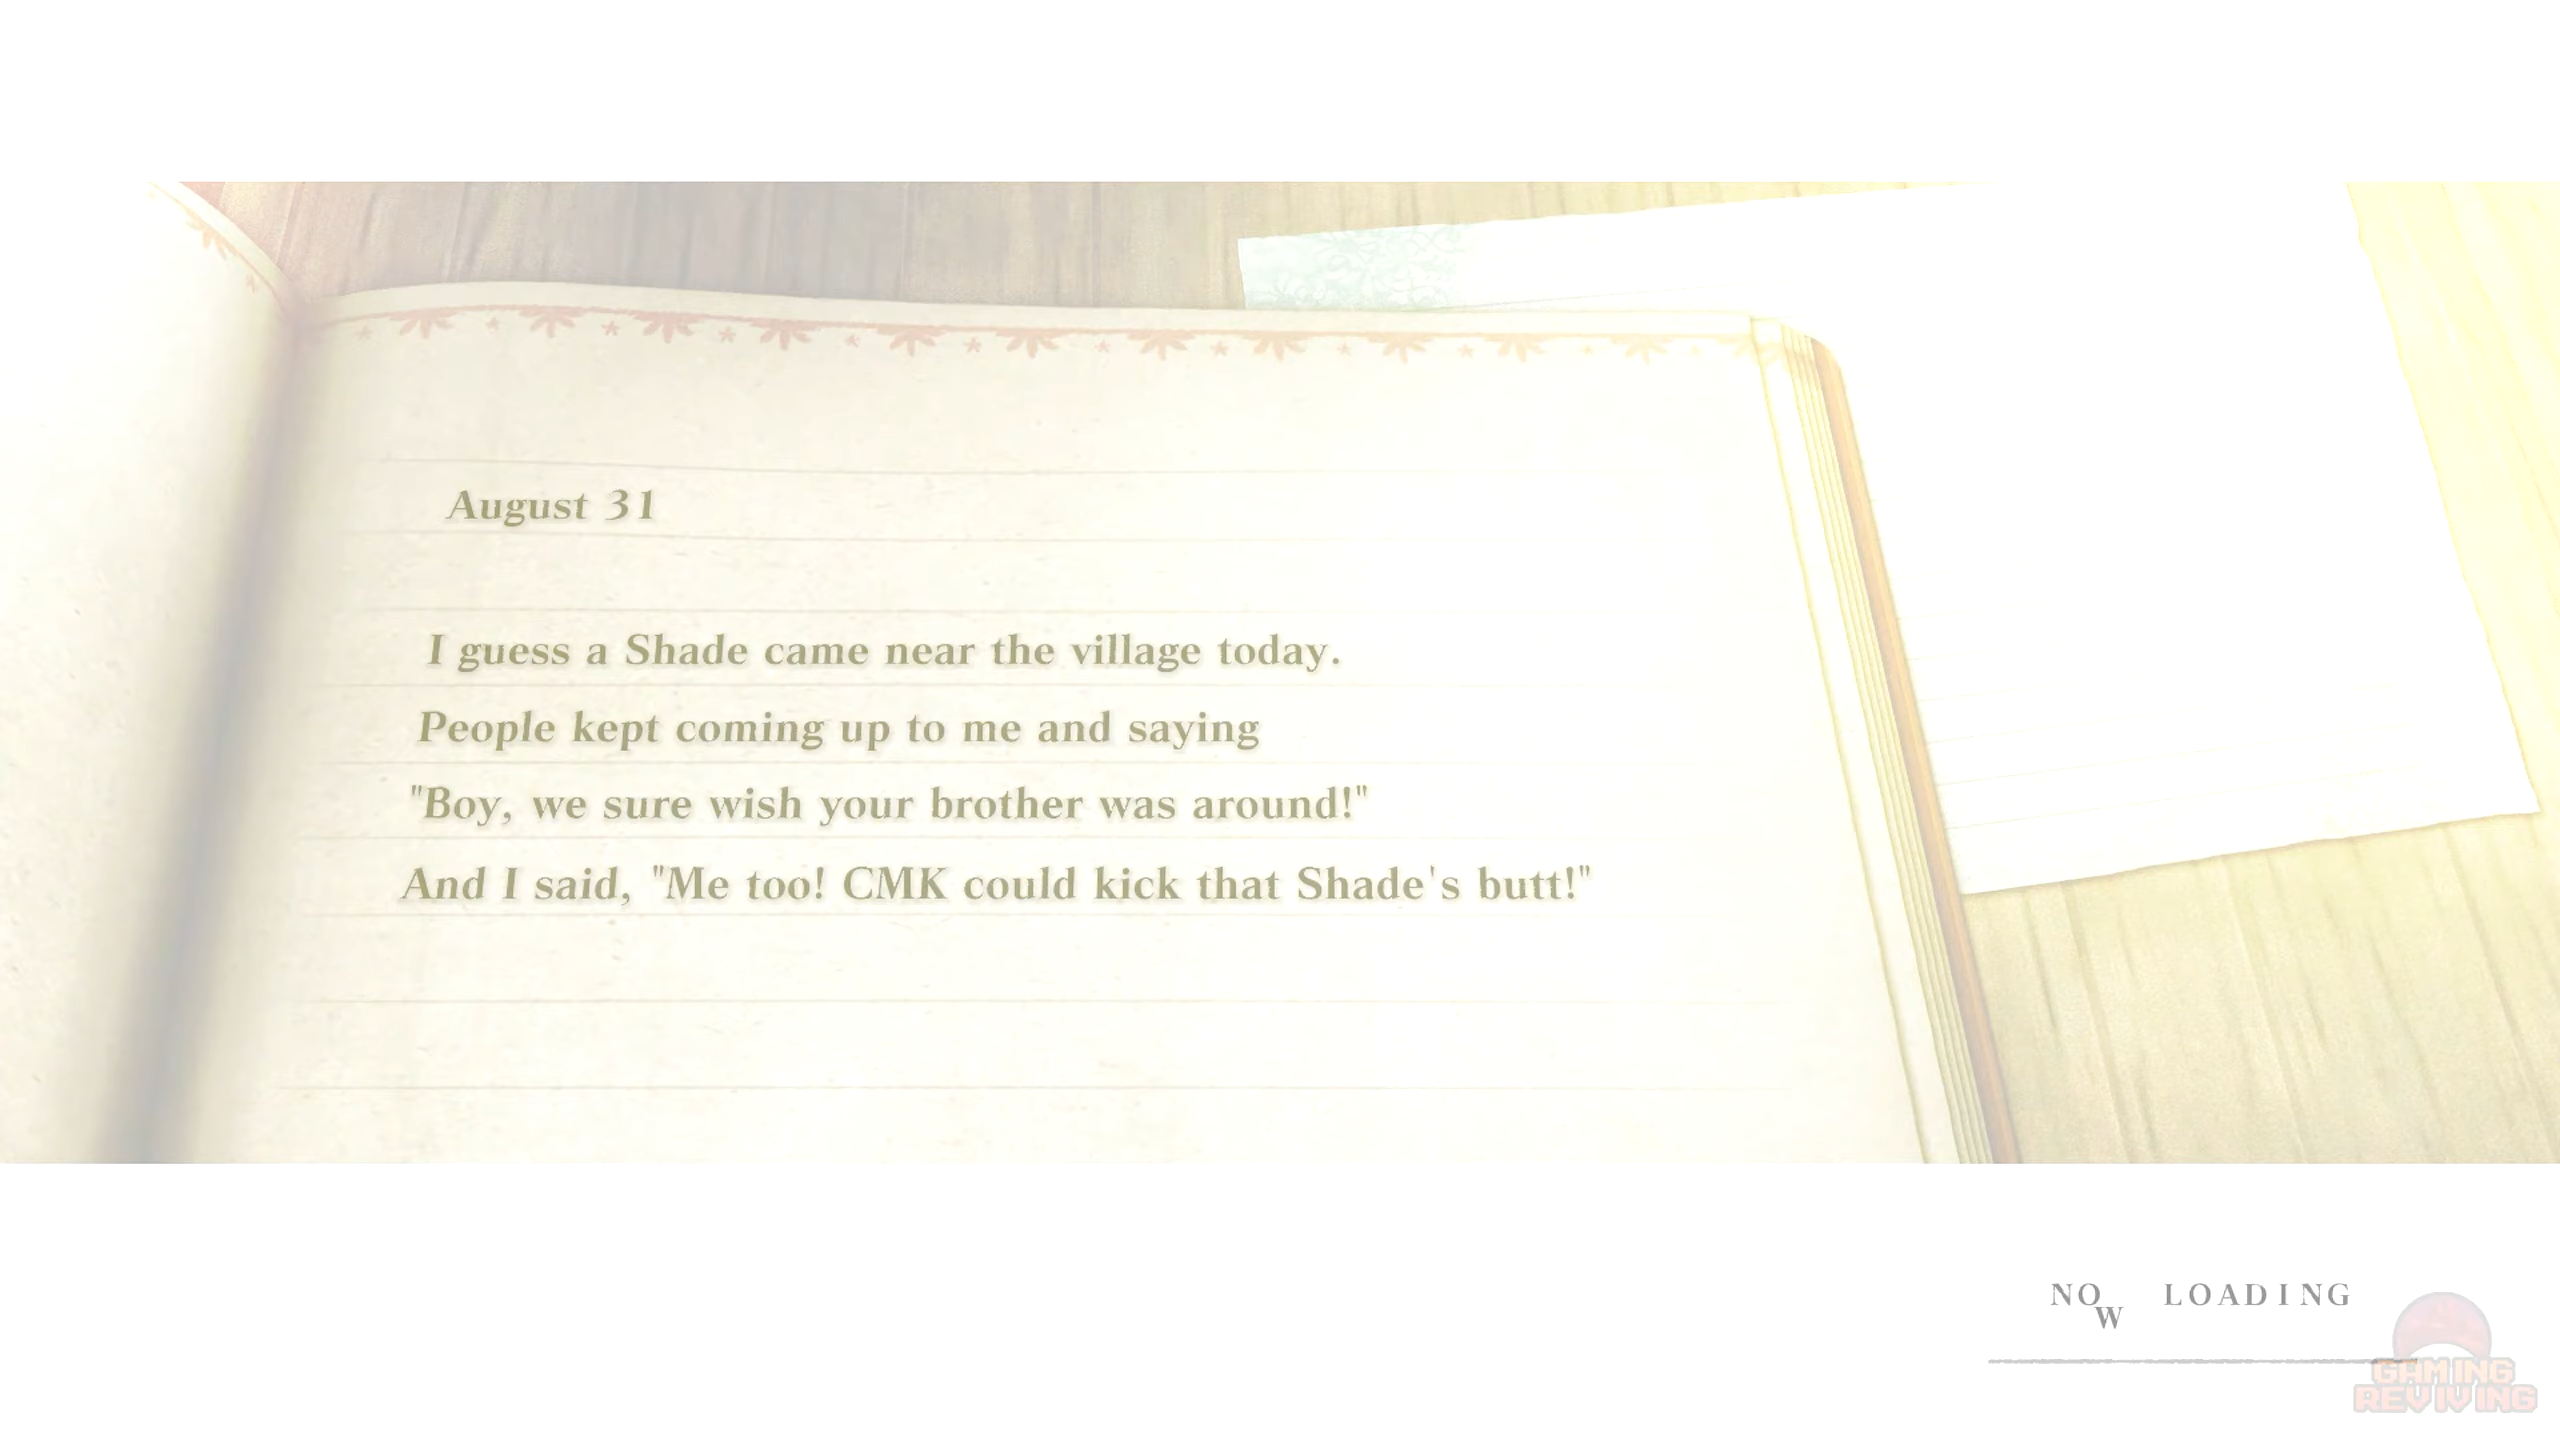 August 31
I guess a Shade came near the village today.
People kept coming up to me and saying
"Boy, we sure wish your brother was around!"
And I said, "Me too! CMK could kick that Shade's butt!"
NOW LOADING
GAMING
REVIVING